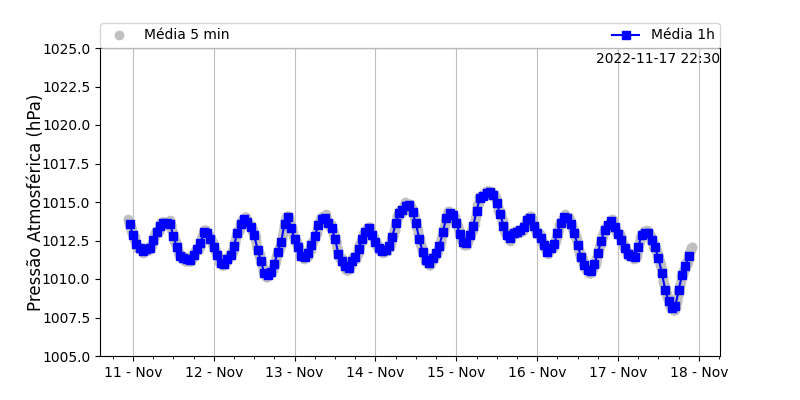 Média 5 min
Média 1h
2022-11-17 22:30
Pressão Atmosférica (hPa)
1025.0
1022.5
1020.0
1017.5
1015.0
1012.5
1010.0
1007.5
1005.0
11 - Nov
12 - Nov
13 - Nov
14 - Nov
15 - Nov
16 - Nov
17 - Nov
18 - Nov